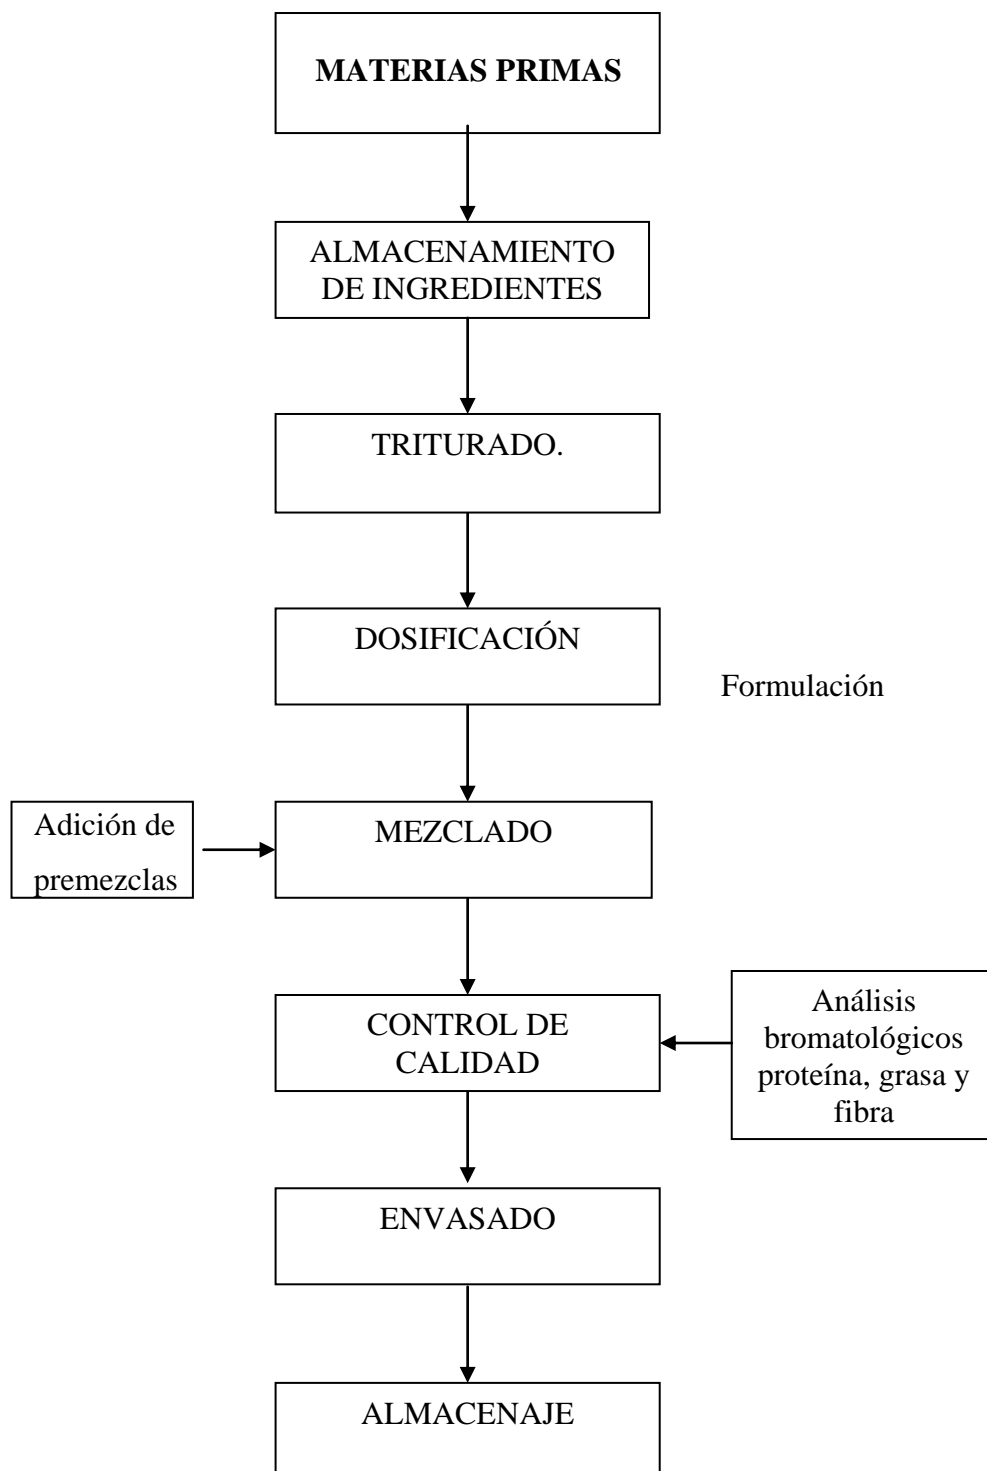 MATERIAS PRIMAS
ALMACENAMIENTO
DE INGREDIENTES
TRITURADO.
DOSIFICACIÓN
Formulación
Adición de
premezclas
MEZCLADO
CONTROL DE
CALIDAD
Análisis
bromatológicos
proteína, grasa y
fibra
ENVASADO
ALMACENAJE